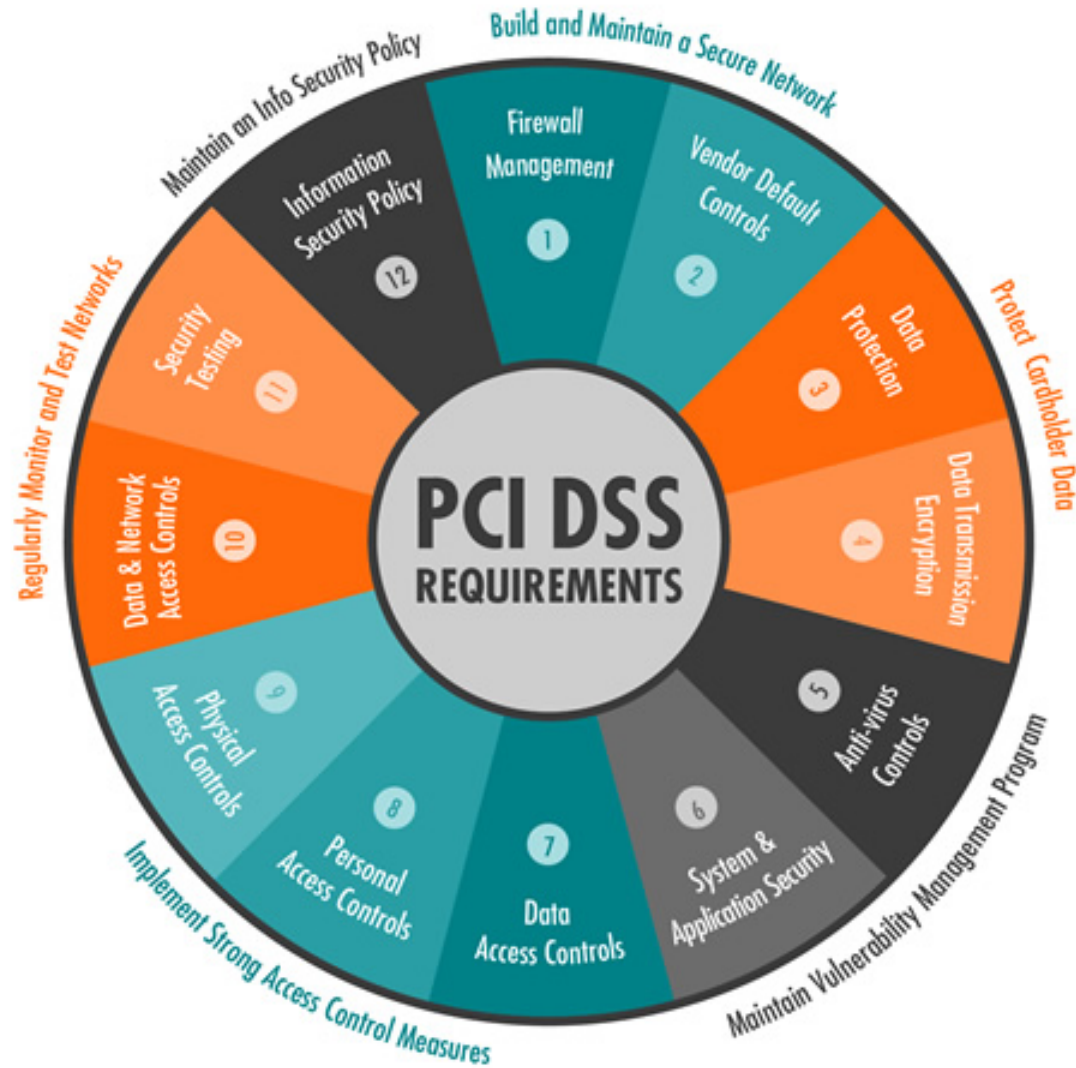 Build and Maintain a Secure Network
Firewall
Management
1
Vendor Default
Controls
2
Protect Cardholder Data
Data
Protection
3
Data Transmission
Encryption
4
Maintain Vulnerability Management Program
5
Anti-virus
Controls
6
System &
Application Security
Implement Strong Access Control Measures
7
Data
Access Controls
8
Personal
Access Controls
9
Physical
Access Controls
Regularly Monitor and Test Networks
Data & Network
Access Controls
10
Security
Testing
11
Maintain an Info Security Policy
Information
Security Policy
12
PCI DSS
REQUIREMENTS